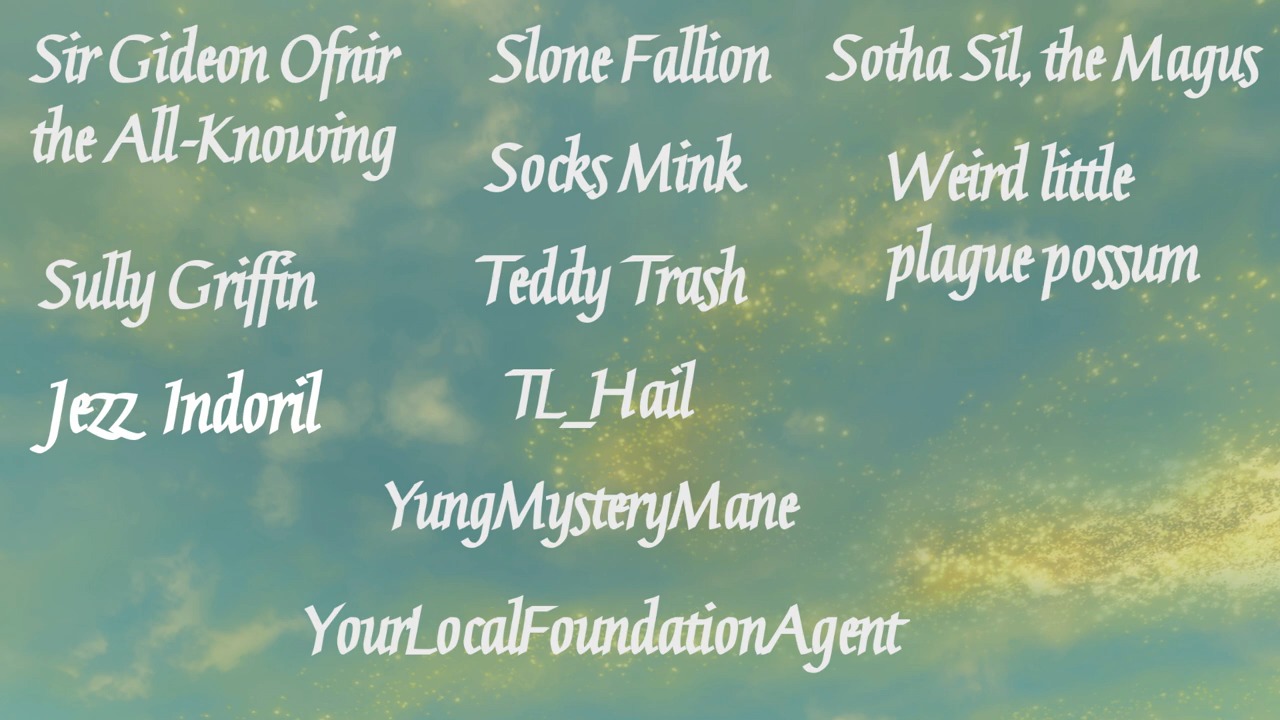 Sir Gideon Ofnir
the All-Knowing
Slone Fallion
Sotha Sil, the Magus
Socks Mink
Weird little
plague possum
Sully Griffin
Teddy Trash
Jezz Indoril
TL_Hail
YungMysteryMane
YourLocalFoundationAgent